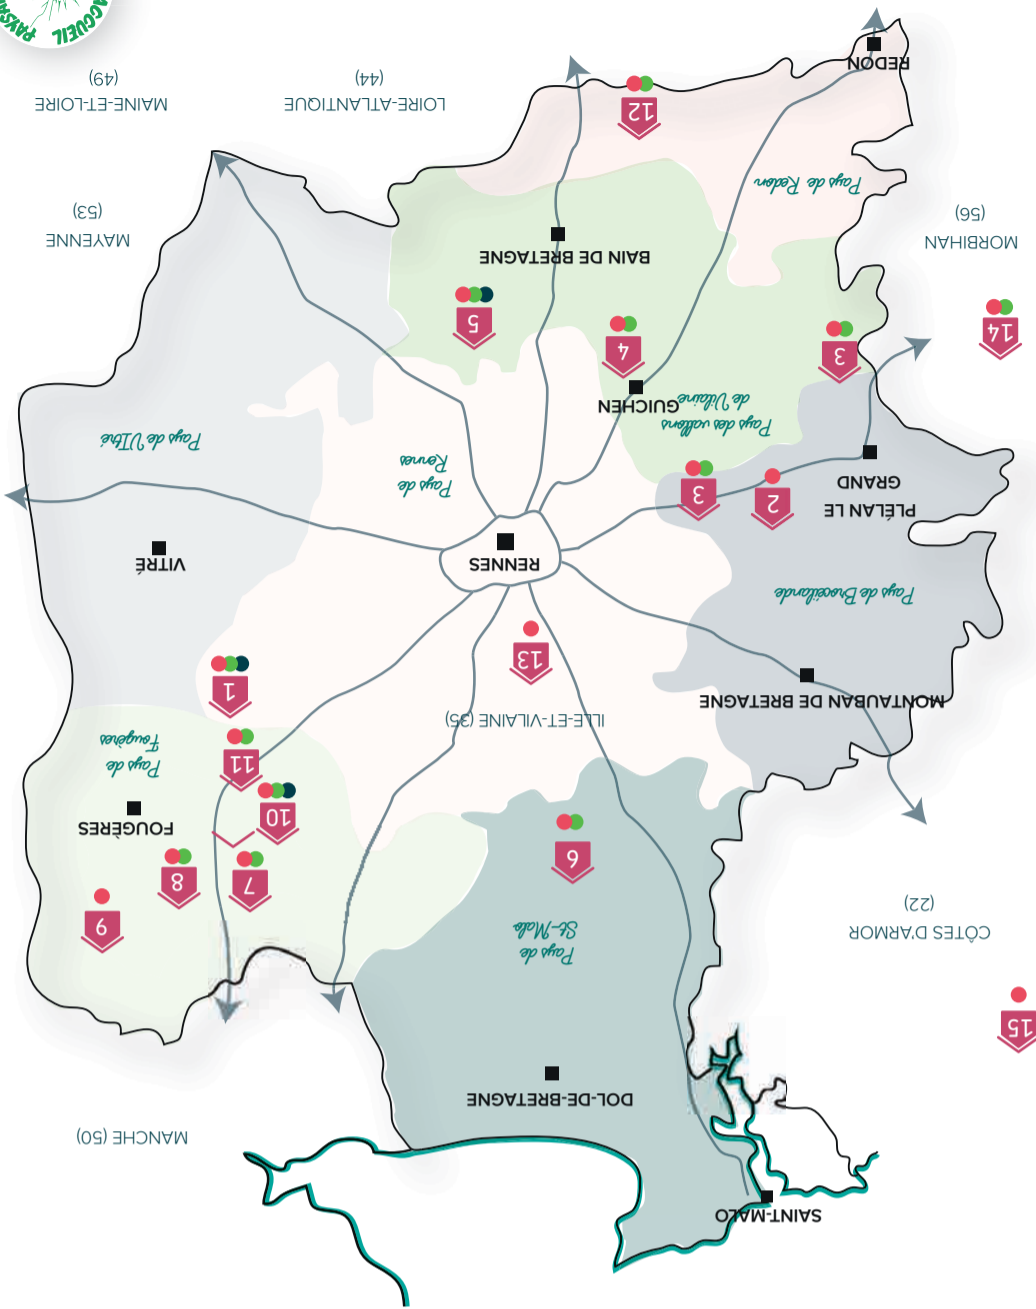 SAINT-MALO
MANCHE (50)
DOL-DE-BRETAGNE
15
CÔTES D'ARMOR
(22)
Pays de
St-Malo
9
8
7
6
FOUGÈRES
10
Pays de
Fougères
11
ILLE-ET-VILAINE (35)
MONTAUBAN DE BRETAGNE
1
13
Pays de Brocéliande
RENNES
VITRÉ
PLÉLAN LE
GRAND
2
3
Pays de
Rennes
Pays de Vitré
Pays des vallons
de Vilaine
GUICHEN
3
4
5
14
BAIN DE BRETAGNE
MORBIHAN
(56)
MAYENNE
(53)
Pays de Redon
12
LOIRE-ATLANTIQUE
(44)
MAINE-ET-LOIRE
(49)
REDON
ACCUEIL